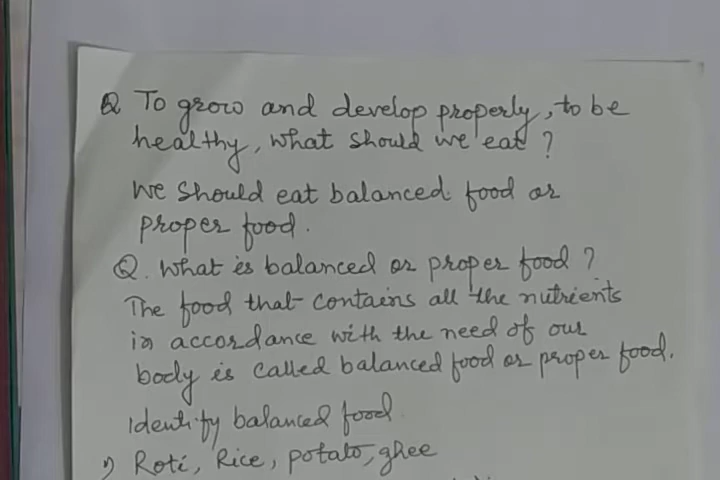 Q To grow and develop properly, to be
healthy, what should we eat ?
We should eat balanced food or
proper food.
Q. What is balanced or proper food ?
The food that contains all the nutrients
in accordance with the need of our
body is called balanced food or proper food.
Identify balanced food.
1) Roti, Rice, potato, ghee